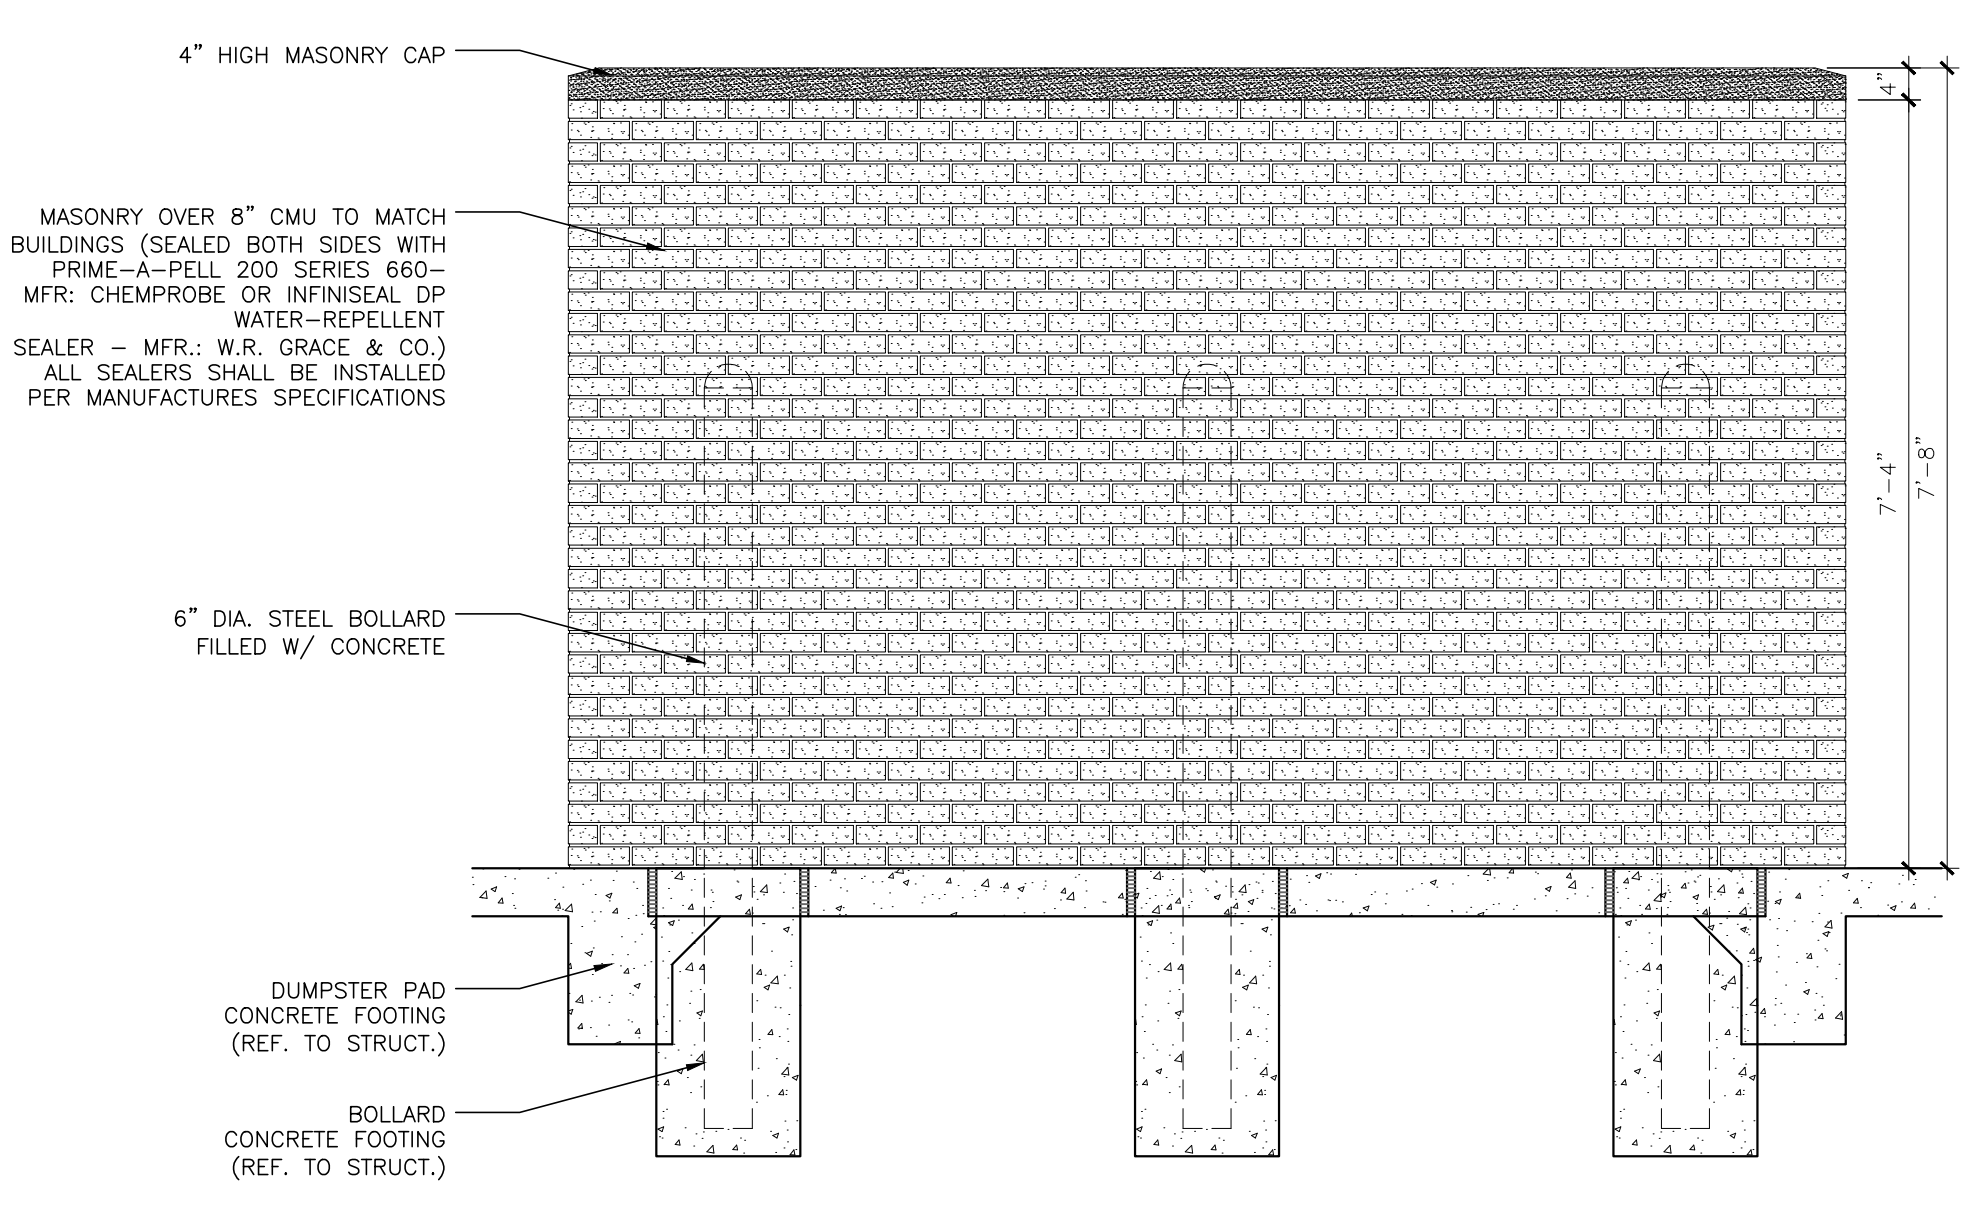 4” HIGH MASONRY CAP
4”
MASONRY OVER 8” CMU TO MATCH
BUILDINGS (SEALED BOTH SIDES WITH
PRIME-A-PELL 200 SERIES 660-
MFR: CHEMPROBE OR INFINISEAL DP
WATER-REPELLENT
SEALER - MFR.: W.R. GRACE & CO.)
ALL SEALERS SHALL BE INSTALLED
PER MANUFACTURES SPECIFICATIONS
7'-4”
7'-8”
6” DIA. STEEL BOLLARD
FILLED W/ CONCRETE
DUMPSTER PAD
CONCRETE FOOTING
(REF. TO STRUCT.)
BOLLARD
CONCRETE FOOTING
(REF. TO STRUCT.)